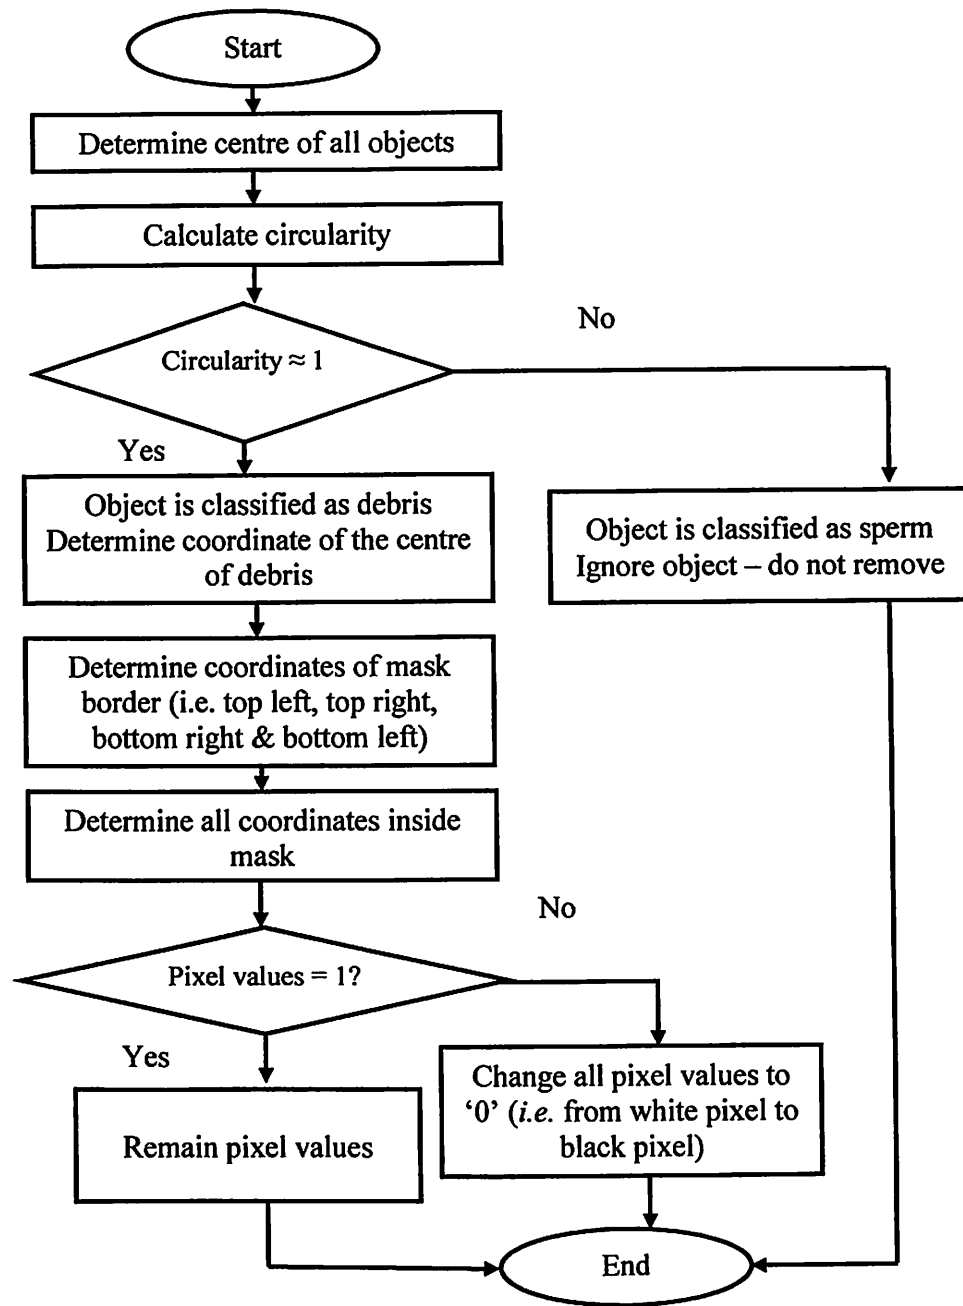 Start
Determine centre of all objects
Calculate circularity
No
Circularity ≈ 1
Yes
Object is classified as debris
Determine coordinate of the centre
of debris
Object is classified as sperm
Ignore object – do not remove
Determine coordinates of mask
border (i.e. top left, top right,
bottom right & bottom left)
Determine all coordinates inside
mask
No
Pixel values = 1?
Yes
Change all pixel values to
‘0’ (i.e. from white pixel to
black pixel)
Remain pixel values
End